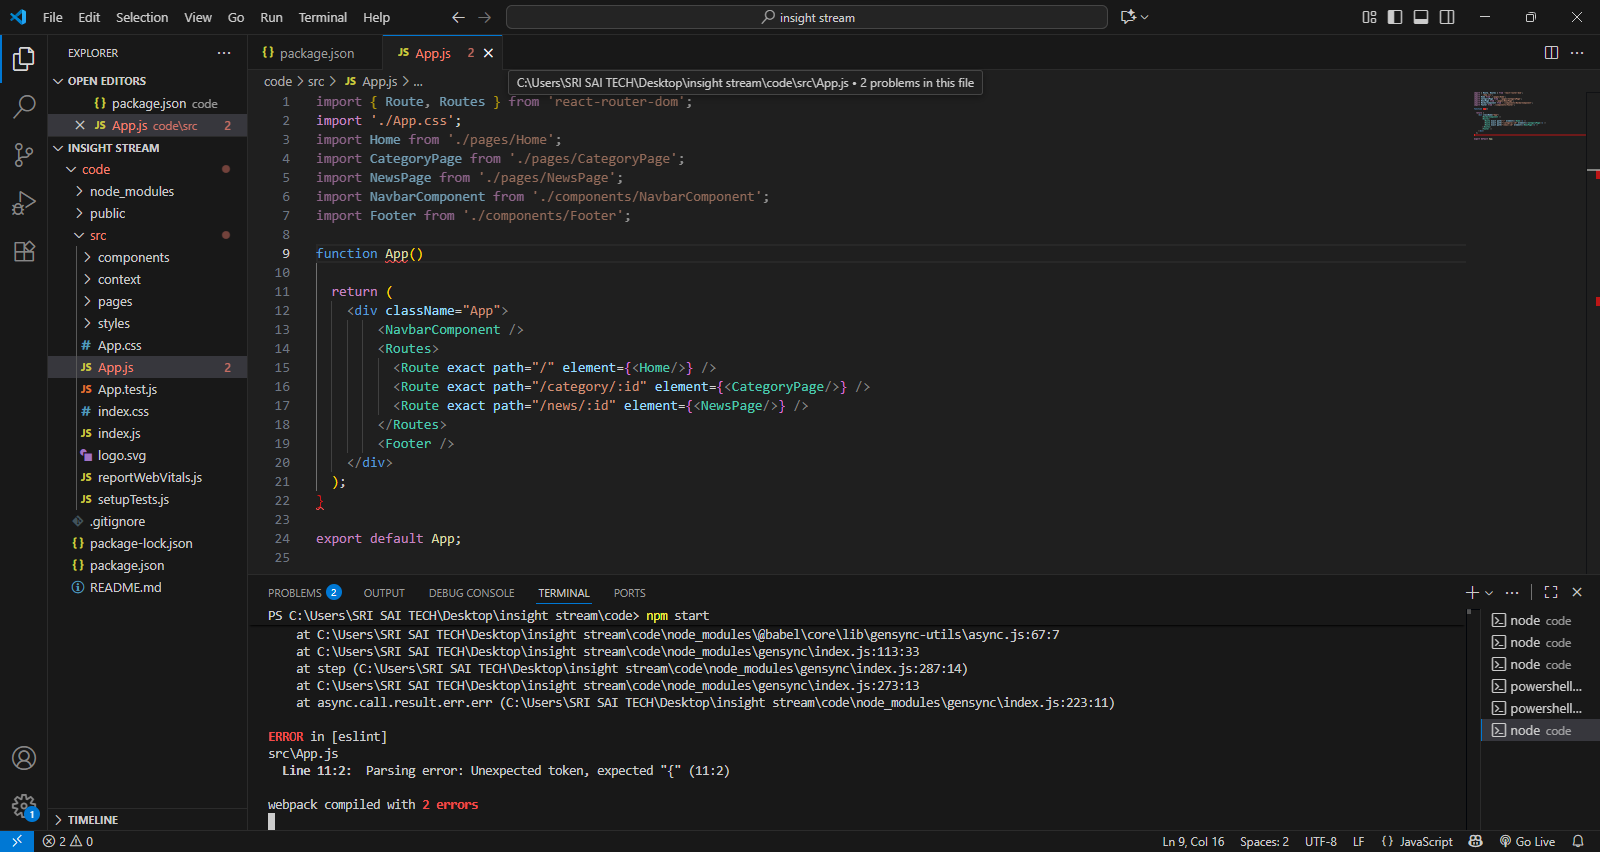 File Edit Selection View Go Run Terminal Help
insight stream
EXPLORER
OPEN EDITORS
package.json code
App.js code\src 2
INSIGHT STREAM
code
node_modules
public
src
components
context
pages
styles
# App.css
JS App.js 2
JS App.test.js
# index.css
JS index.js
logo.svg
JS reportWebVitals.js
JS setupTests.js
.gitignore
{} package-lock.json
{} package.json
README.md
TIMELINE
{} package.json
JS App.js 2
code > src > JS App.js > ...
C:\Users\SRI SAI TECH\Desktop\insight stream\code\src\App.js • 2 problems in this file
1 import { Route, Routes } from 'react-router-dom';
2 import './App.css';
3 import Home from './pages/Home';
4 import CategoryPage from './pages/CategoryPage';
5 import NewsPage from './pages/NewsPage';
6 import NavbarComponent from './components/NavbarComponent';
7 import Footer from './components/Footer';
8
9 function App()
10
11 return (
12 <div className="App">
13 <NavbarComponent />
14 <Routes>
15 <Route exact path="/" element={<Home/>} />
16 <Route exact path="/category/:id" element={<CategoryPage/>} />
17 <Route exact path="/news/:id" element={<NewsPage/>} />
18 </Routes>
19 <Footer />
20 </div>
21 );
22 }
23
24 export default App;
25
PROBLEMS 2 OUTPUT DEBUG CONSOLE TERMINAL PORTS
PS C:\Users\SRI SAI TECH\Desktop\insight stream\code> npm start
at C:\Users\SRI SAI TECH\Desktop\insight stream\code\node_modules\@babel\core\lib\gensync-utils\async.js:67:7
at C:\Users\SRI SAI TECH\Desktop\insight stream\code\node_modules\gensync\index.js:113:33
at step (C:\Users\SRI SAI TECH\Desktop\insight stream\code\node_modules\gensync\index.js:287:14)
at C:\Users\SRI SAI TECH\Desktop\insight stream\code\node_modules\gensync\index.js:273:13
at async.call.result.err.err (C:\Users\SRI SAI TECH\Desktop\insight stream\code\node_modules\gensync\index.js:223:11)
ERROR in [eslint]
src\App.js
Line 11:2: Parsing error: Unexpected token, expected "{" (11:2)
webpack compiled with 2 errors
node code
node code
node code
powershell...
powershell...
node code
1
2 0
Ln 9, Col 16 Spaces: 2 UTF-8 LF {} JavaScript Go Live